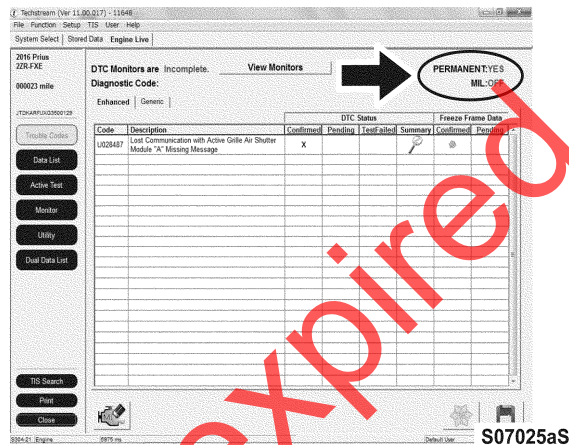 Techstream (Ver 11.00.017) - 11646
File Function Setup TIS User Help
System Select Stored Data Engine Live
2016 Prius
2ZR-FXE
000023 mile
DTC Monitors are Incomplete. View Monitors
PERMANENT:YES
Diagnostic Code:
MIL:OFF
Enhanced Generic
Trouble Codes
Data List
Active Test
Monitor
Utility
Dual Data List
TIS Search
Print
Close
DTC Status Freeze Frame Data
Code Description Confirmed Pending TestFailed Summary Confirmed Pending
U028487 Lost Communication with Active Grille Air Shutter
Module "A" Missing Message X
S304-21 Engine 6975 ms Default User
S07025aS
expired